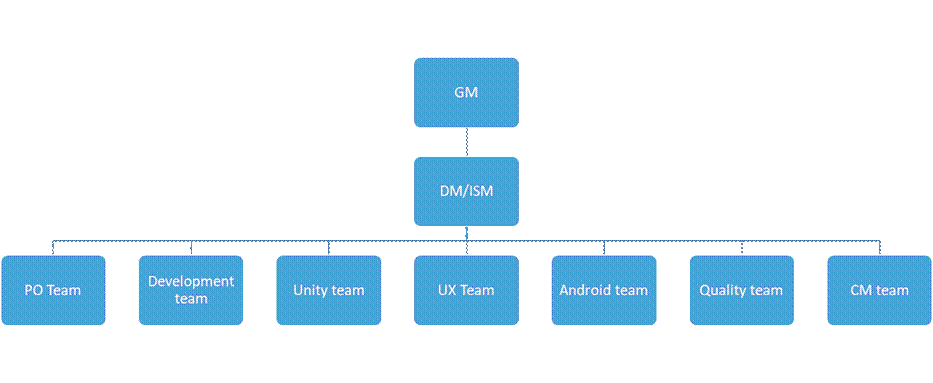 GM
DM/ISM
PO Team
Development
team
Unity team
UX Team
Android team
Quality team
CM team